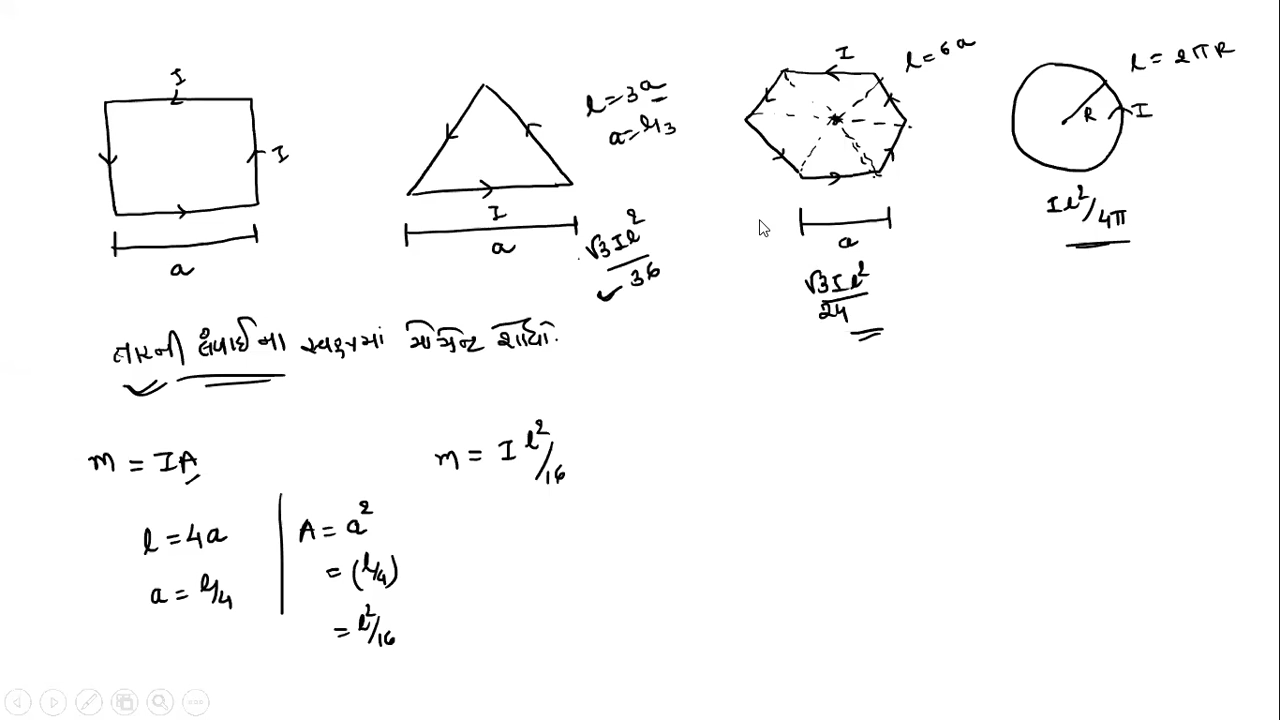 I
I
a
l = 3a
a = l/3
I
a
√3 I l² / 36
I
l = 6a
a
√3 I l² / 24
l = 2πR
R
I
I l² / 4π
તારની લંબાઈના સ્વરૂપમાં મોમેન્ટ શોધો.
m = IA
m = I l²/16
l = 4a
a = l/4
A = a²
= (l/4)
= l²/16